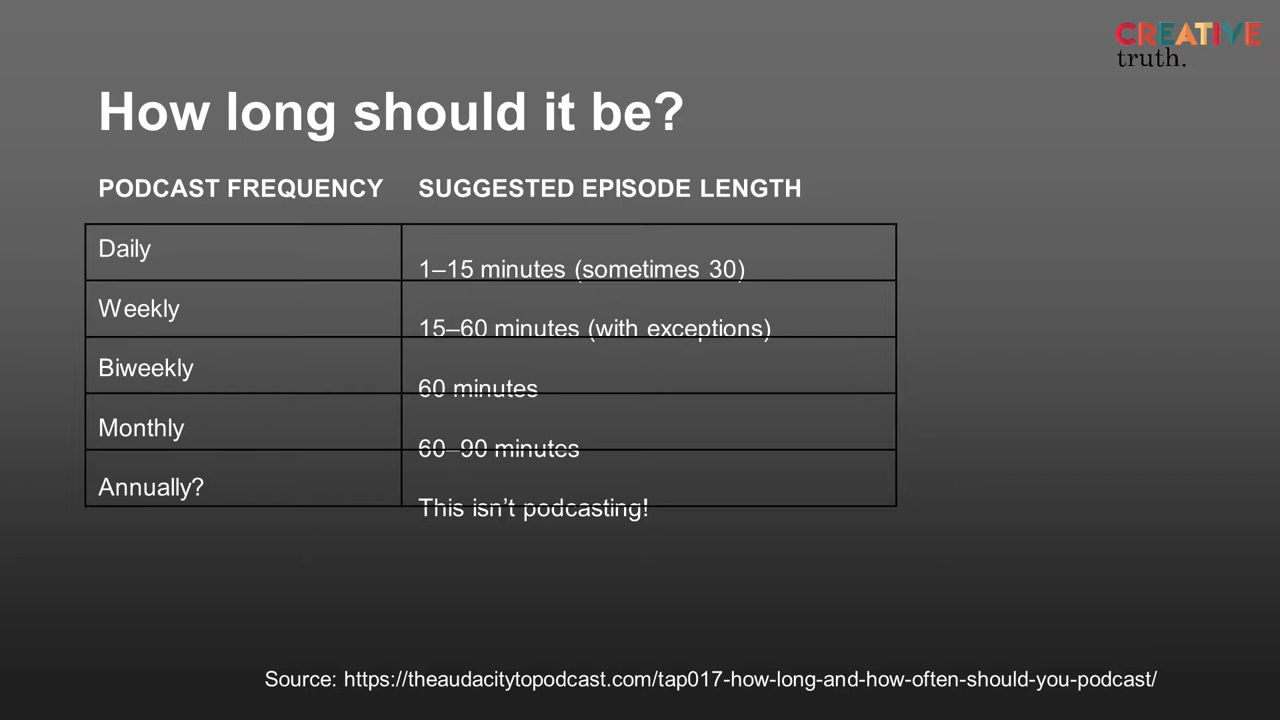 CREATIVE
truth.
How long should it be?
PODCAST FREQUENCY SUGGESTED EPISODE LENGTH
Daily 1–15 minutes (sometimes 30)
Weekly 15–60 minutes (with exceptions)
Biweekly 60 minutes
Monthly 60–90 minutes
Annually? This isn’t podcasting!
Source: https://theaudacitytopodcast.com/tap017-how-long-and-how-often-should-you-podcast/